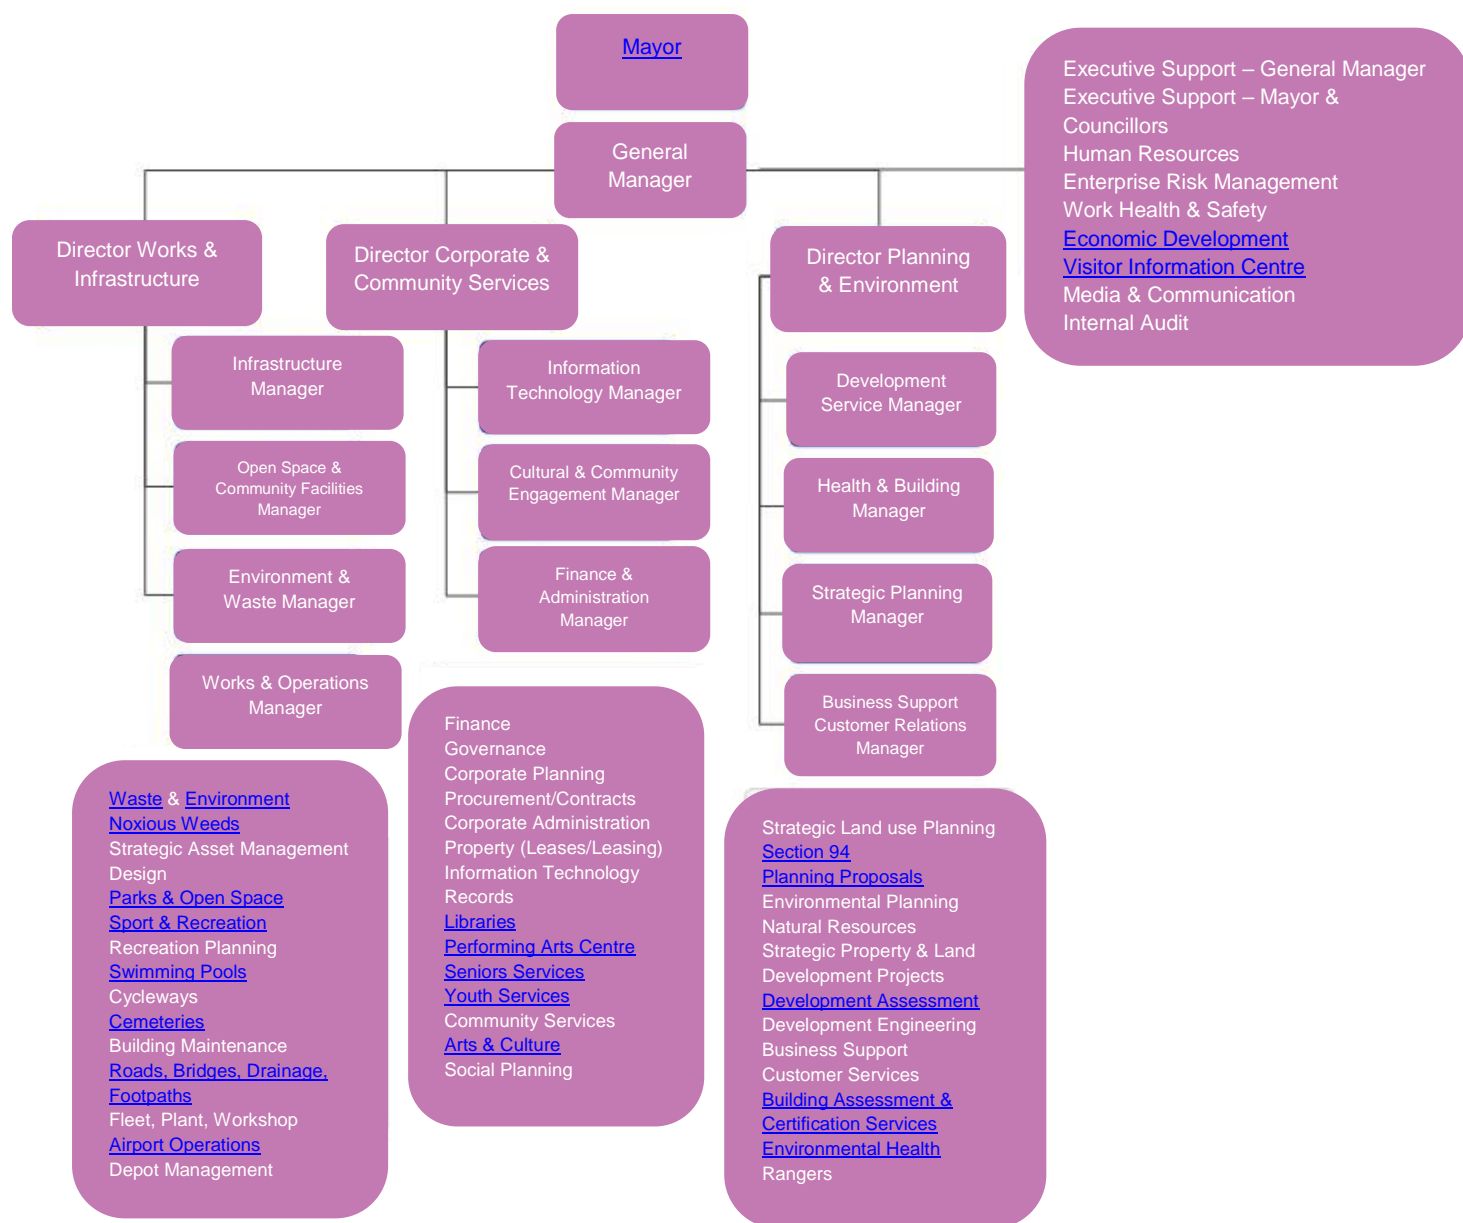 Mayor
General
Manager
Executive Support – General Manager
Executive Support – Mayor &
Councillors
Human Resources
Enterprise Risk Management
Work Health & Safety
Economic Development
Visitor Information Centre
Media & Communication
Internal Audit
Director Works &
Infrastructure
Director Corporate &
Community Services
Director Planning
& Environment
Infrastructure
Manager
Open Space &
Community Facilities
Manager
Environment &
Waste Manager
Works & Operations
Manager
Information
Technology Manager
Cultural & Community
Engagement Manager
Finance &
Administration
Manager
Development
Service Manager
Health & Building
Manager
Strategic Planning
Manager
Business Support
Customer Relations
Manager
Waste & Environment
Noxious Weeds
Strategic Asset Management
Design
Parks & Open Space
Sport & Recreation
Recreation Planning
Swimming Pools
Cycleways
Cemeteries
Building Maintenance
Roads, Bridges, Drainage,
Footpaths
Fleet, Plant, Workshop
Airport Operations
Depot Management
Finance
Governance
Corporate Planning
Procurement/Contracts
Corporate Administration
Property (Leases/Leasing)
Information Technology
Records
Libraries
Performing Arts Centre
Seniors Services
Youth Services
Community Services
Arts & Culture
Social Planning
Strategic Land use Planning
Section 94
Planning Proposals
Environmental Planning
Natural Resources
Strategic Property & Land
Development Projects
Development Assessment
Development Engineering
Business Support
Customer Services
Building Assessment &
Certification Services
Environmental Health
Rangers